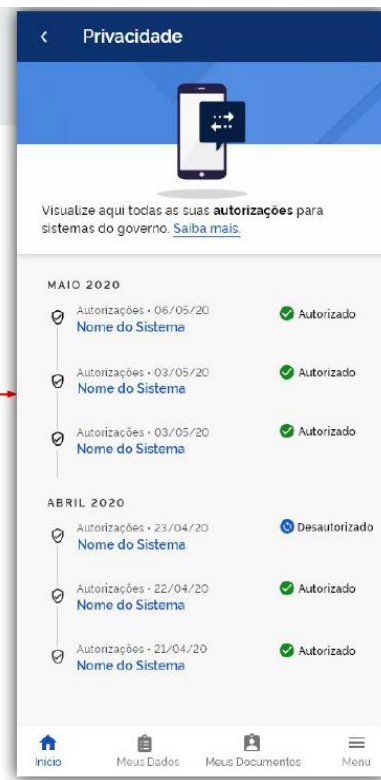 Privacidade
Visualize aqui todas as suas autorizações para
sistemas do governo. Saiba mais.
MAIO 2020
Autorizações • 06/05/20
Autorizado
Nome do Sistema
Autorizações • 03/05/20
Autorizado
Nome do Sistema
Autorizações • 03/05/20
Autorizado
Nome do Sistema
ABRIL 2020
Autorizações • 23/04/20
Desautorizado
Nome do Sistema
Autorizações • 22/04/20
Autorizado
Nome do Sistema
Autorizações • 21/04/20
Autorizado
Nome do Sistema
Início
Meus Dados
Meus Documentos
Menu